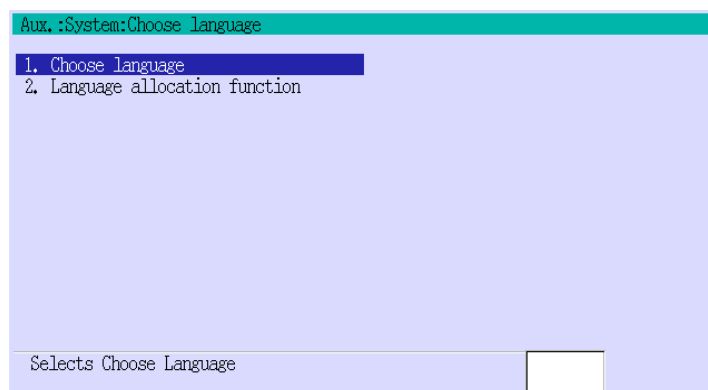 Aux.:System:Choose language
1. Choose language
2. Language allocation function
Selects Choose Language